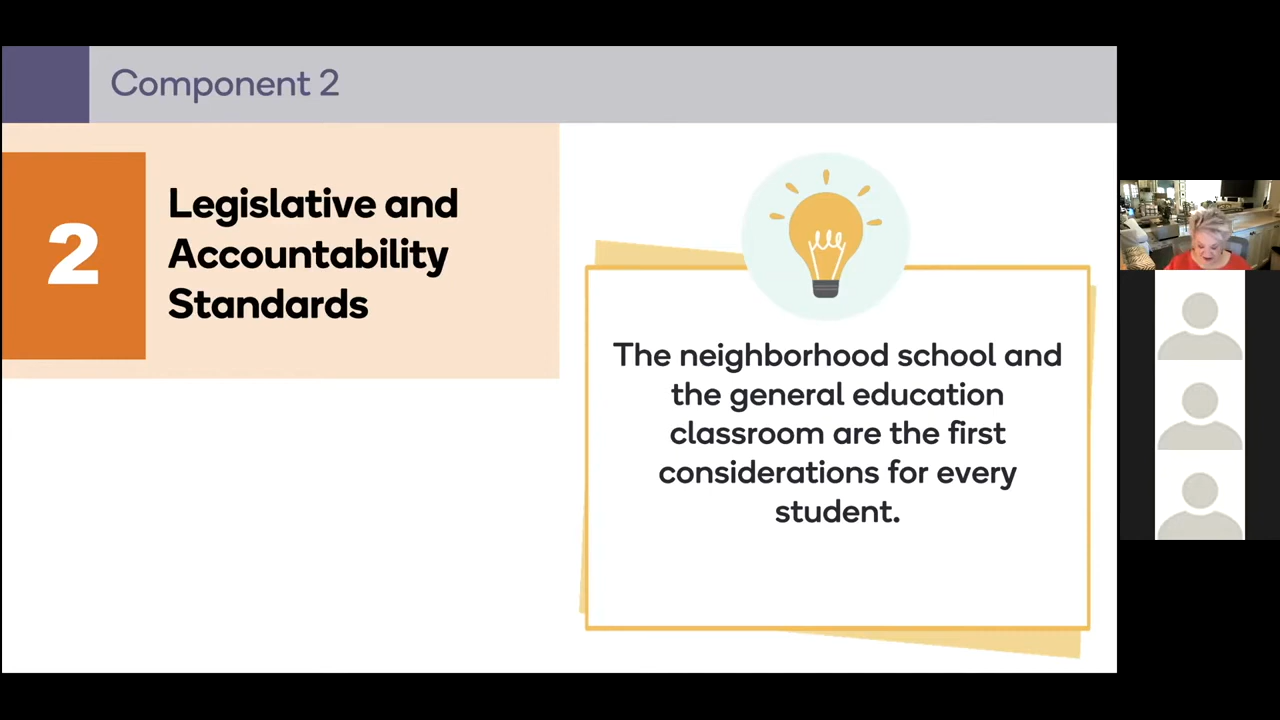 Component 2
2
Legislative and
Accountability
Standards
The neighborhood school and
the general education
classroom are the first
considerations for every
student.